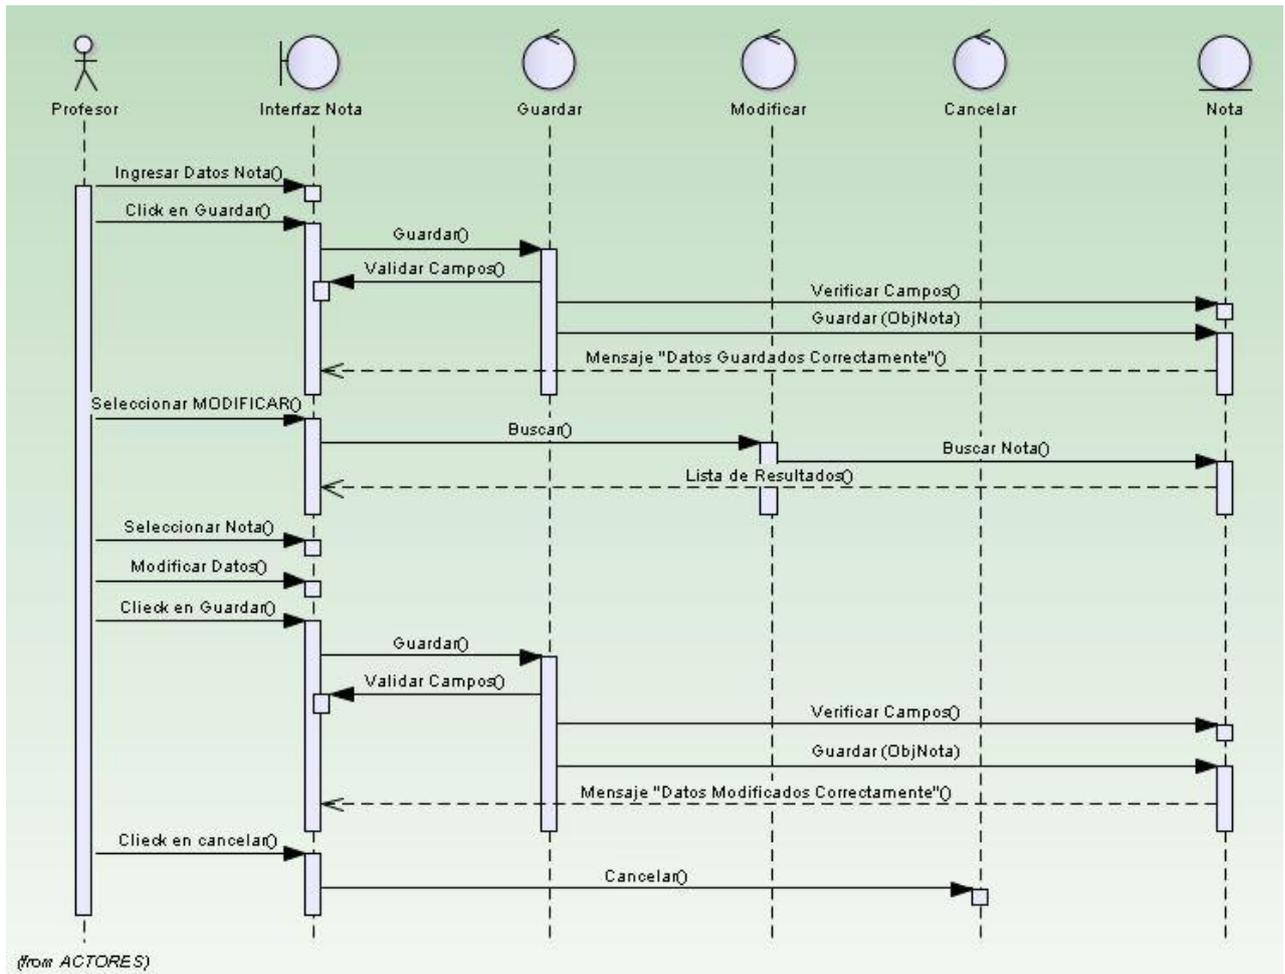 Profesor
Interfaz Nota
Guardar
Modificar
Cancelar
Nota
Ingresar Datos Nota()
Click en Guardar()
Guardar()
Validar Campos()
Verificar Campos()
Guardar (ObjNota)
Mensaje "Datos Guardados Correctamente"()
Seleccionar MODIFICAR()
Buscar()
Buscar Nota()
Lista de Resultados()
Seleccionar Nota()
Modificar Datos()
Clieck en Guardar()
Guardar()
Validar Campos()
Verificar Campos()
Guardar (ObjNota)
Mensaje "Datos Modificados Correctamente"()
Clieck en cancelar()
Cancelar()
(from ACTORES)